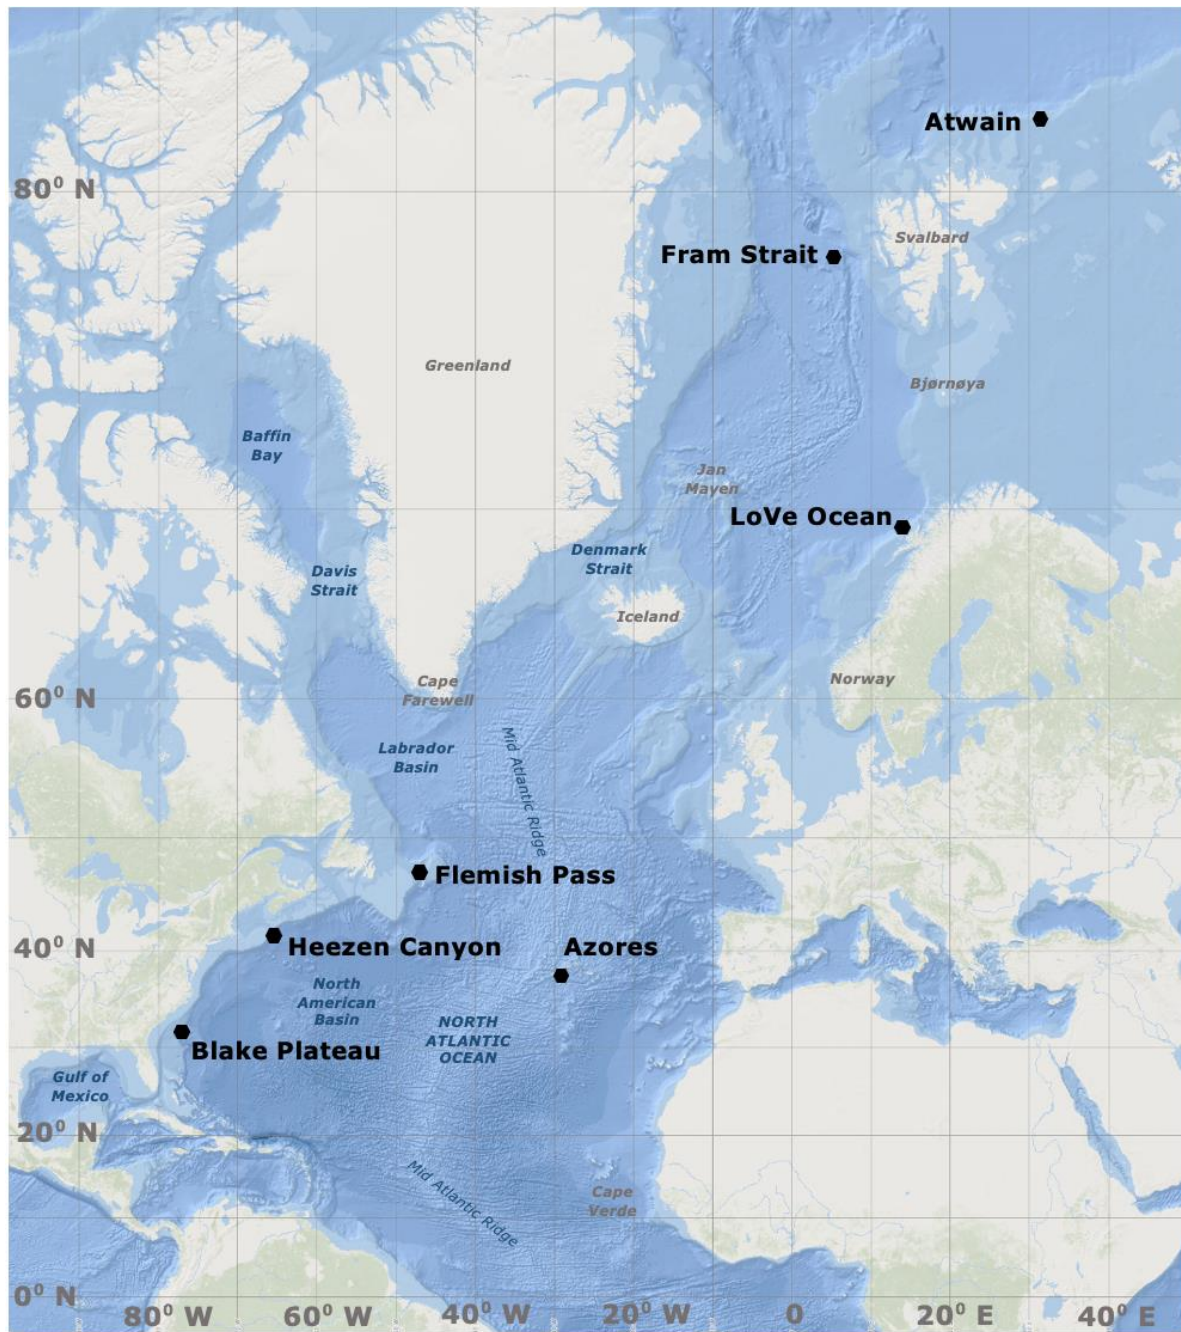 Atwain
80⁰ N
Svalbard
Fram Strait
Greenland
Bjørnøya
Baffin
Bay
Jan
Mayen
LoVe Ocean
Denmark
Strait
Davis
Strait
Iceland
Cape
Farewell
Norway
60⁰ N
Labrador
Basin
Mid Atlantic Ridge
Flemish Pass
40⁰ N
Heezen Canyon
Azores
North
American
Basin
NORTH
ATLANTIC
OCEAN
Blake Plateau
Gulf of
Mexico
20⁰ N
Mid Atlantic Ridge
Cape
Verde
0⁰ N
80⁰ W
60⁰ W
40⁰ W
20⁰ W
0
20⁰ E
40⁰ E